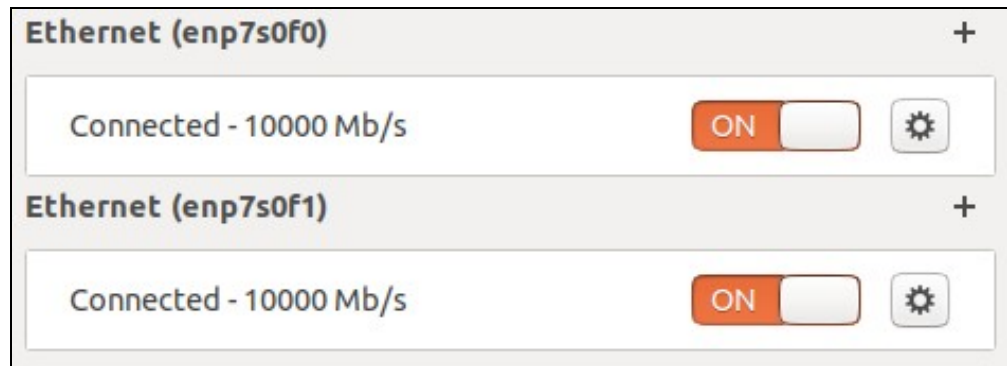 Ethernet (enp7s0f0) +
Connected - 10000 Mb/s ON
Ethernet (enp7s0f1) +
Connected - 10000 Mb/s ON